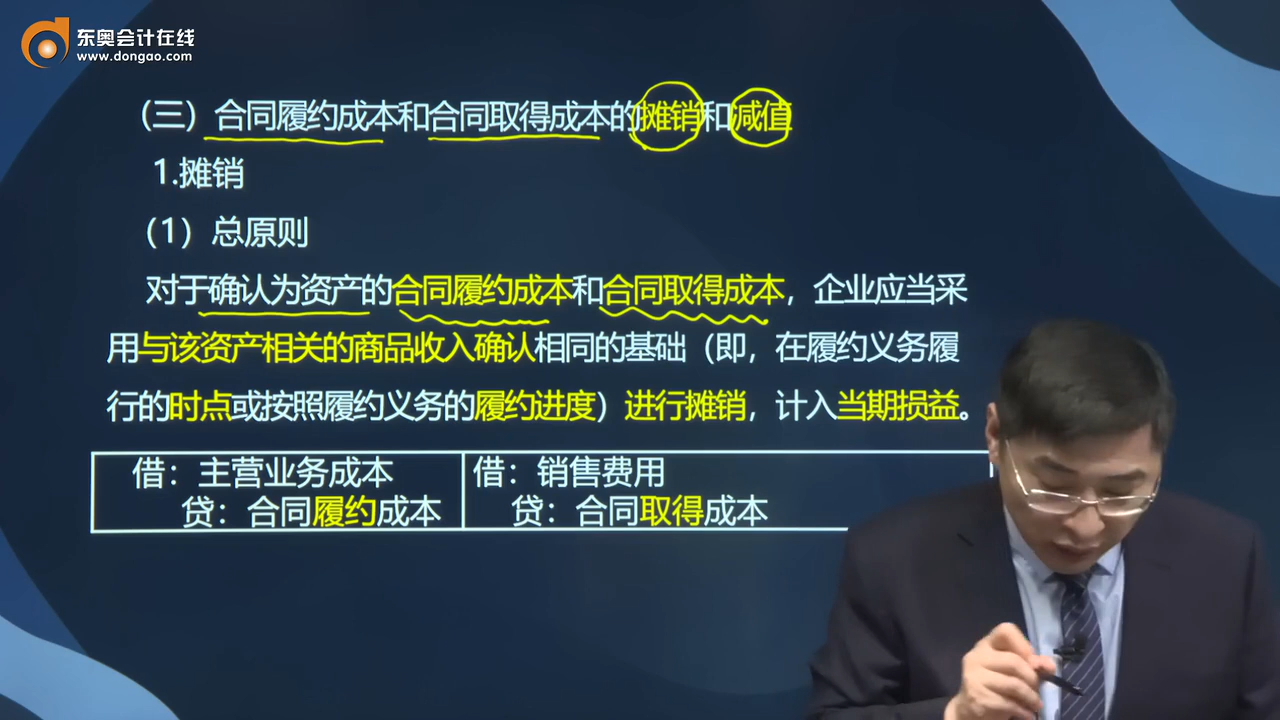 东奥会计在线
www.dongao.com
（三）合同履约成本和合同取得成本的摊销和减值
1.摊销
（1）总原则
对于确认为资产的合同履约成本和合同取得成本，企业应当采
用与该资产相关的商品收入确认相同的基础（即，在履约义务履
行的时点或按照履约义务的履约进度）进行摊销，计入当期损益。
借：主营业务成本
贷：合同履约成本
借：销售费用
贷：合同取得成本